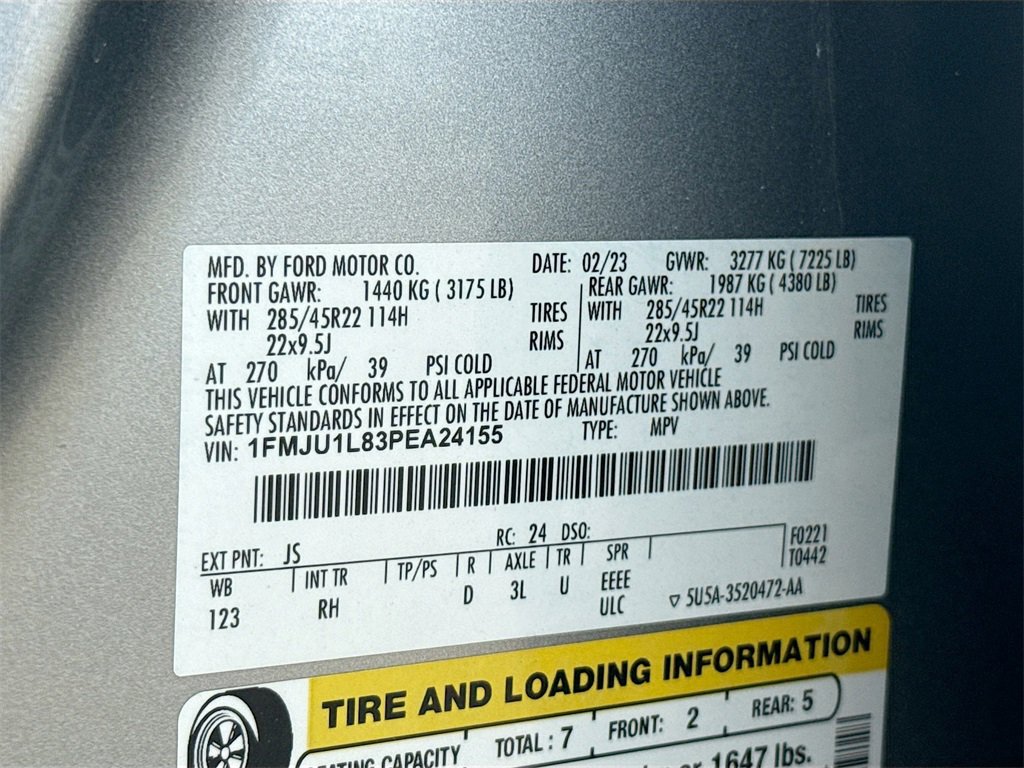 MFD. BY FORD MOTOR CO. DATE: 02/23 GVWR: 3277 KG ( 7225 LB)
FRONT GAWR: 1440 KG ( 3175 LB) REAR GAWR: 1987 KG ( 4380 LB)
WITH 285/45R22 114H TIRES WITH 285/45R22 114H TIRES
22x9.5J RIMS 22x9.5J RIMS
AT 270 kPa/ 39 PSI COLD AT 270 kPa/ 39 PSI COLD
THIS VEHICLE CONFORMS TO ALL APPLICABLE FEDERAL MOTOR VEHICLE
SAFETY STANDARDS IN EFFECT ON THE DATE OF MANUFACTURE SHOWN ABOVE.
VIN: 1FMJU1L83PEA24155 TYPE: MPV
EXT PNT: JS RC: 24 DSO: F0221
WB INT TR TP/PS R AXLE TR SPR T0442
123 RH D 3L U EEEE
ULC ▽ 5U5A-3520472-AA
TIRE AND LOADING INFORMATION
SEATING CAPACITY TOTAL : 7 FRONT: 2 REAR: 5
or 1647 lbs.